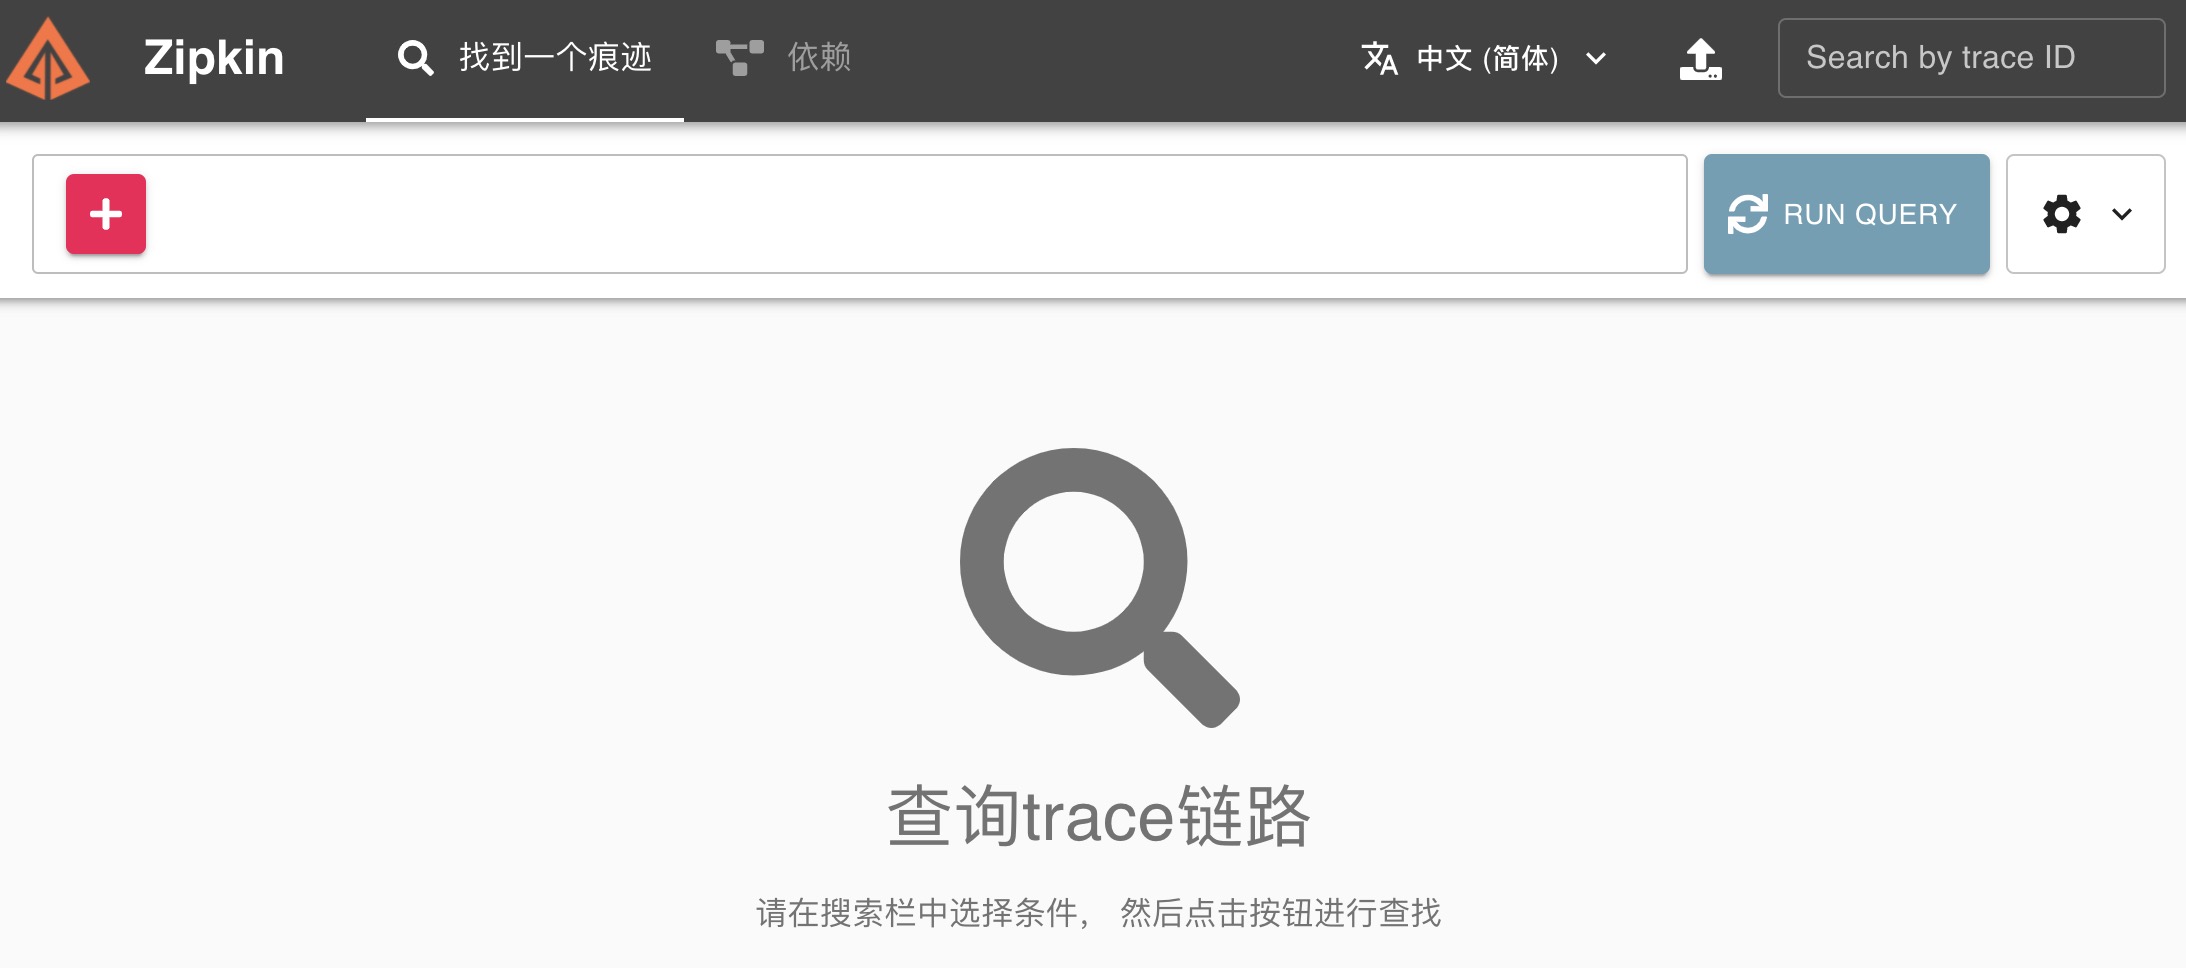 Zipkin
找到一个痕迹
依赖
中文 (简体)
Search by trace ID
RUN QUERY
查询trace链路
请在搜索栏中选择条件， 然后点击按钮进行查找